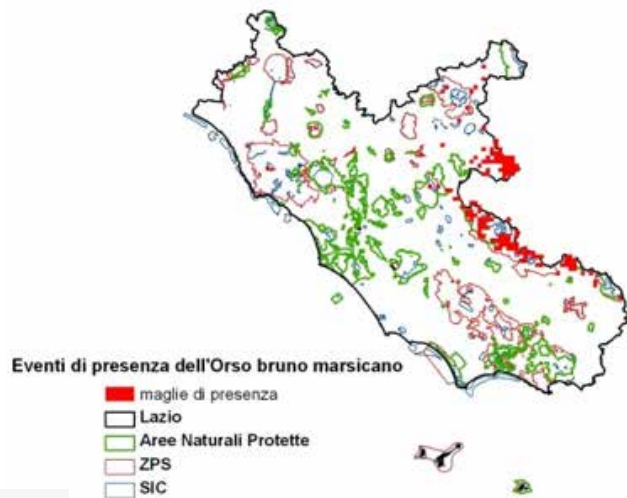 Eventi di presenza dell'Orso bruno marsicano
maglie di presenza
Lazio
Aree Naturali Protette
ZPS
SIC